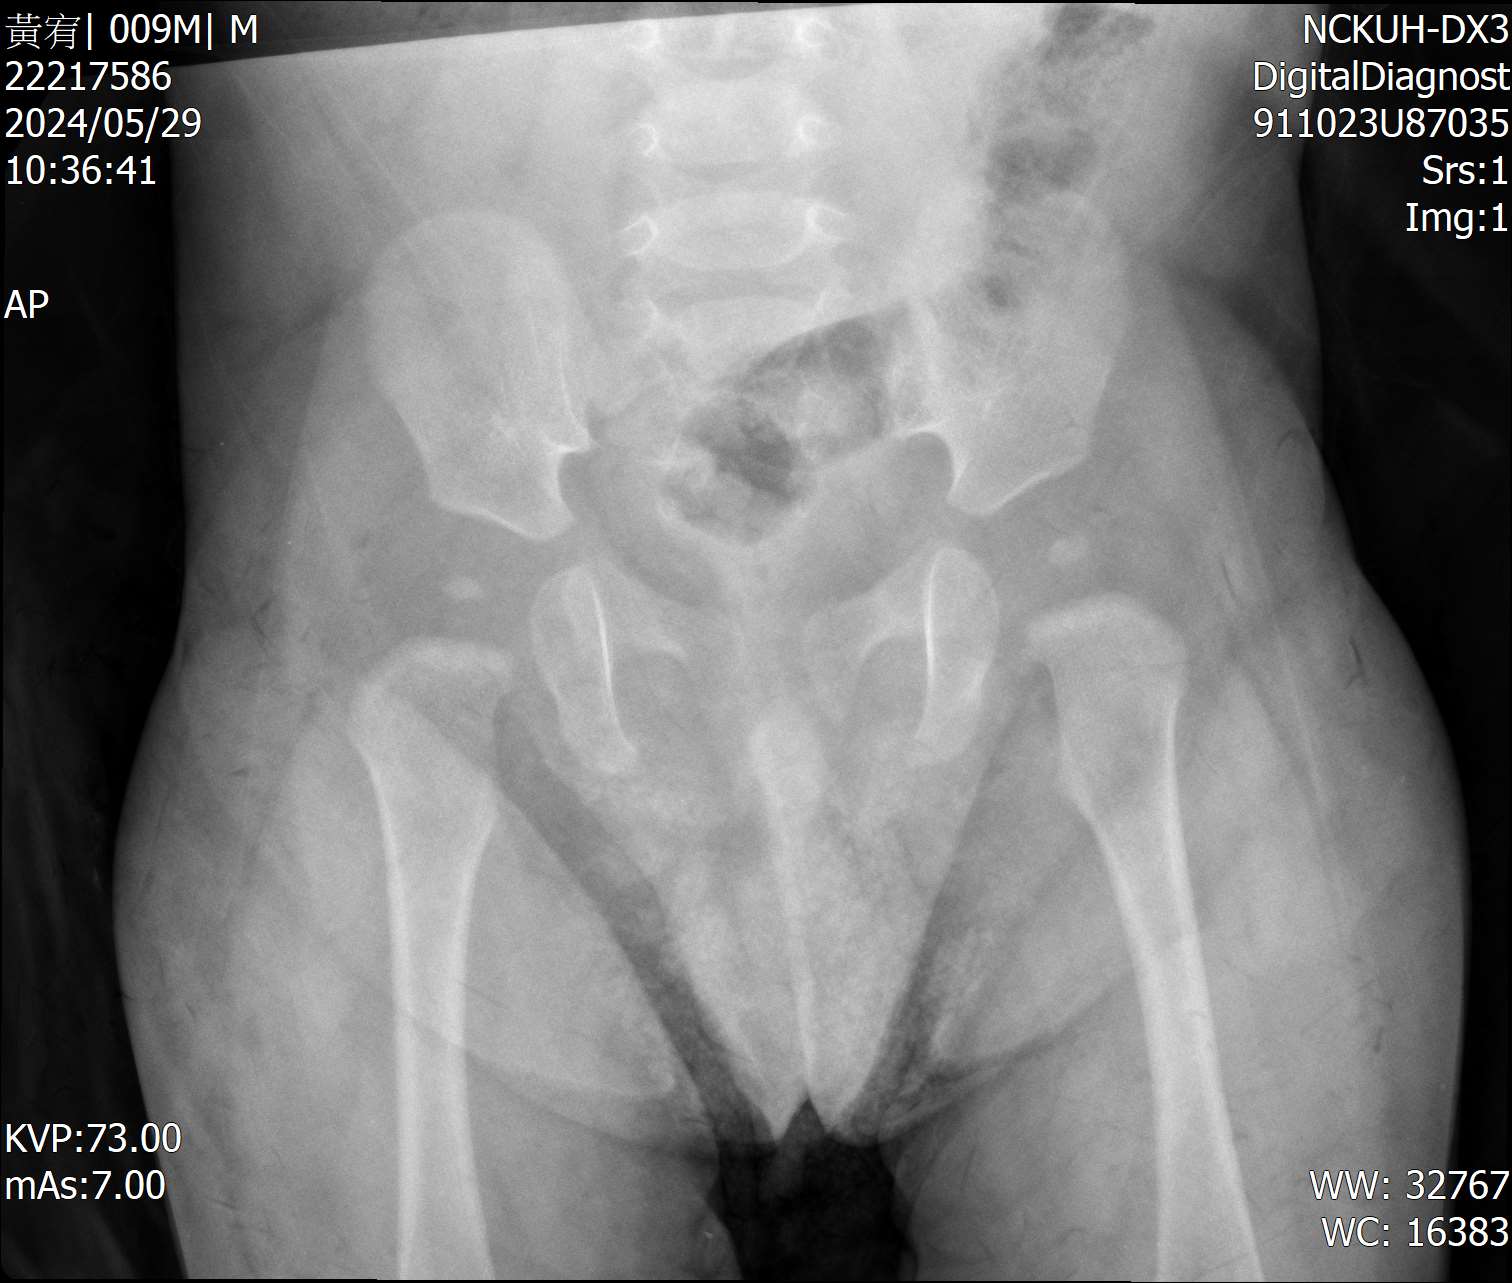 黃宥| 009M| M
22217586
2024/05/29
10:36:41
AP
NCKUH-DX3
DigitalDiagnost
911023U87035
Srs:1
Img:1
KVP:73.00
mAs:7.00
WW: 32767
WC: 16383